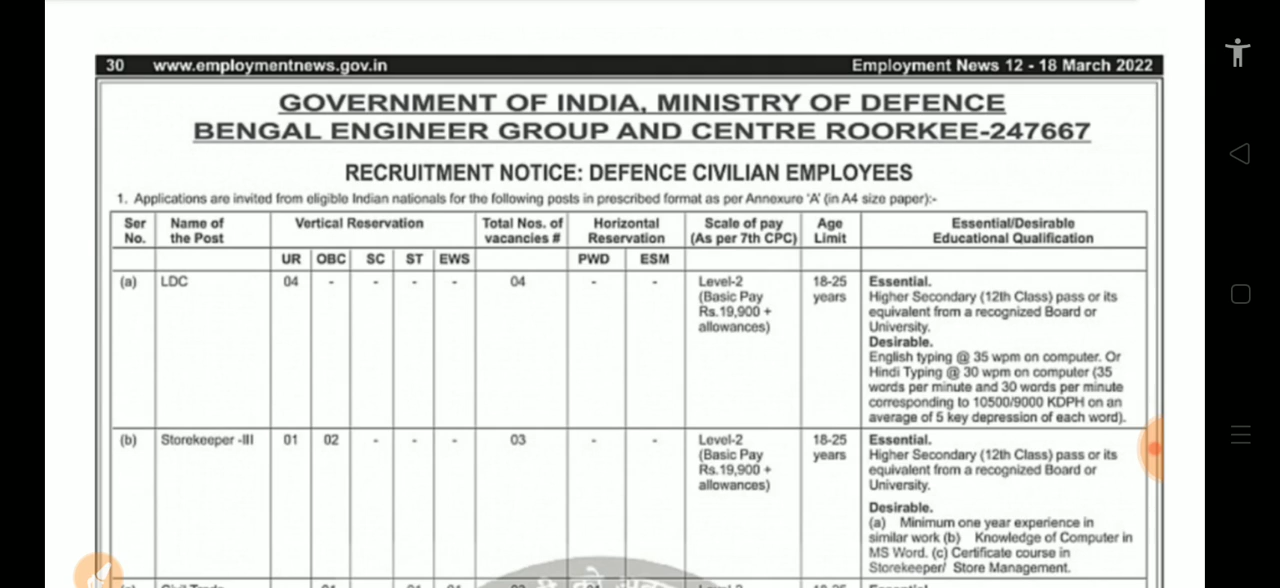 30 www.employmentnews.gov.in Employment News 12 - 18 March 2022
GOVERNMENT OF INDIA, MINISTRY OF DEFENCE
BENGAL ENGINEER GROUP AND CENTRE ROORKEE-247667
RECRUITMENT NOTICE: DEFENCE CIVILIAN EMPLOYEES
1. Applications are invited from eligible Indian nationals for the following posts in prescribed format as per Annexure 'A' (in A4 size paper):-
Ser No. Name of the Post Vertical Reservation Total Nos. of vacancies # Horizontal Reservation Scale of pay (As per 7th CPC) Age Limit Essential/Desirable Educational Qualification
UR OBC SC ST EWS PWD ESM
(a) LDC 04 - - - - 04 - - Level-2 18-25 Essential.
(Basic Pay years Higher Secondary (12th Class) pass or its
Rs.19,900 + equivalent from a recognized Board or
allowances) University.
Desirable.
English typing @ 35 wpm on computer. Or
Hindi Typing @ 30 wpm on computer (35
words per minute and 30 words per minute
corresponding to 10500/9000 KDPH on an
average of 5 key depression of each word).
(b) Storekeeper -III 01 02 - - - 03 - - Level-2 18-25 Essential.
(Basic Pay years Higher Secondary (12th Class) pass or its
Rs.19,900 + equivalent from a recognized Board or
allowances) University.
Desirable.
(a) Minimum one year experience in
similar work (b) Knowledge of Computer in
MS Word. (c) Certificate course in
Storekeeper/ Store Management.